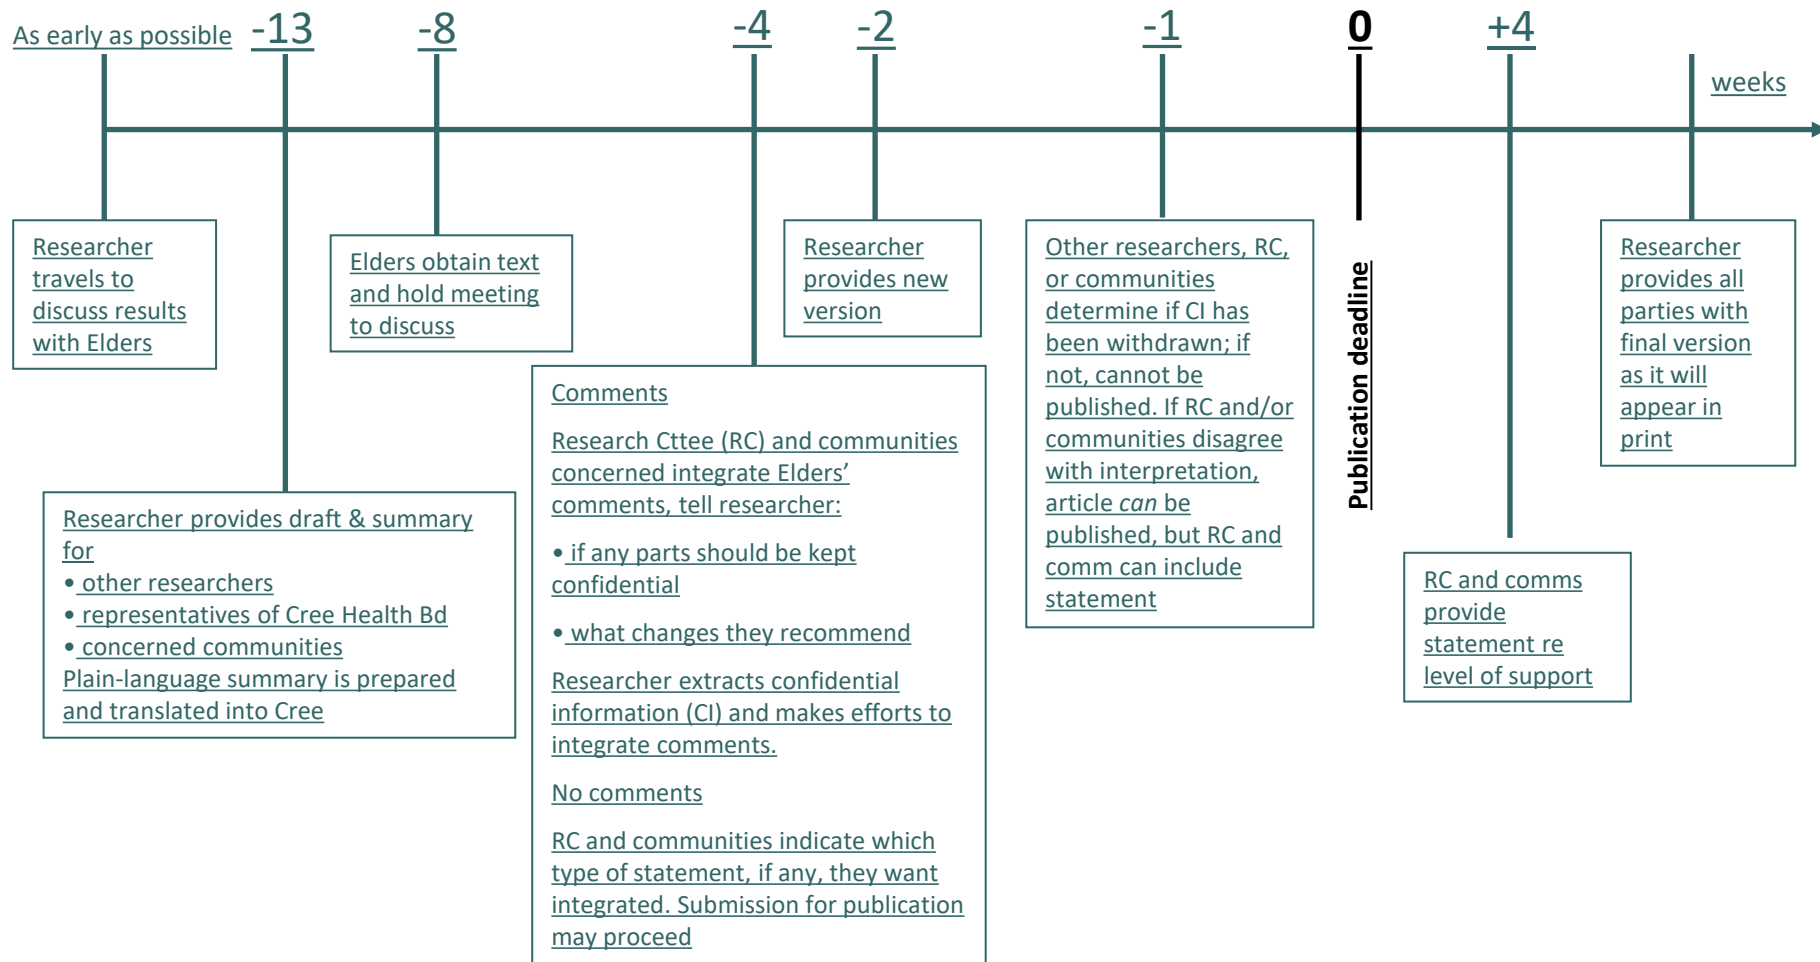 As early as possible
-13
-8
-4
-2
-1
0
+4
weeks
Researcher
travels to
discuss results
with Elders
Researcher provides draft & summary
for
• other researchers
• representatives of Cree Health Bd
• concerned communities
Plain-language summary is prepared
and translated into Cree
Elders obtain text
and hold meeting
to discuss
Comments
Research Cttee (RC) and communities
concerned integrate Elders’
comments, tell researcher:
• if any parts should be kept
confidential
• what changes they recommend
Researcher extracts confidential
information (CI) and makes efforts to
integrate comments.
No comments
RC and communities indicate which
type of statement, if any, they want
integrated. Submission for publication
may proceed
Researcher
provides new
version
Other researchers, RC,
or communities
determine if CI has
been withdrawn; if
not, cannot be
published. If RC and/or
communities disagree
with interpretation,
article can be
published, but RC and
comm can include
statement
Publication deadline
RC and comms
provide
statement re
level of support
Researcher
provides all
parties with
final version
as it will
appear in
print